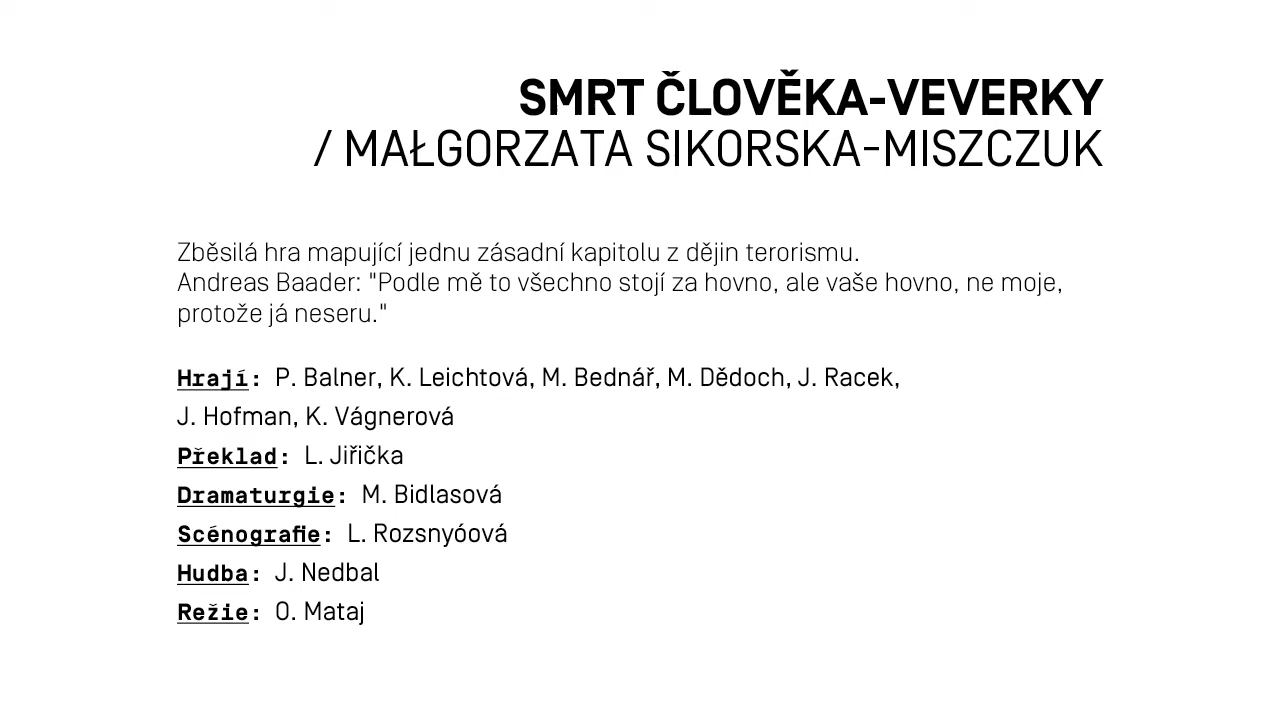 SMRT ČLOVĚKA-VEVERKY
/ MAŁGORZATA SIKORSKA-MISZCZUK
Zběsilá hra mapující jednu zásadní kapitolu z dějin terorismu.
Andreas Baader: "Podle mě to všechno stojí za hovno, ale vaše hovno, ne moje,
protože já neseru."
Hrají: P. Balner, K. Leichtová, M. Bednář, M. Dědoch, J. Racek,
J. Hofman, K. Vágnerová
Překlad: L. Jiřička
Dramaturgie: M. Bidlasová
Scénografie: L. Rozsnyóová
Hudba: J. Nedbal
Režie: O. Mataj